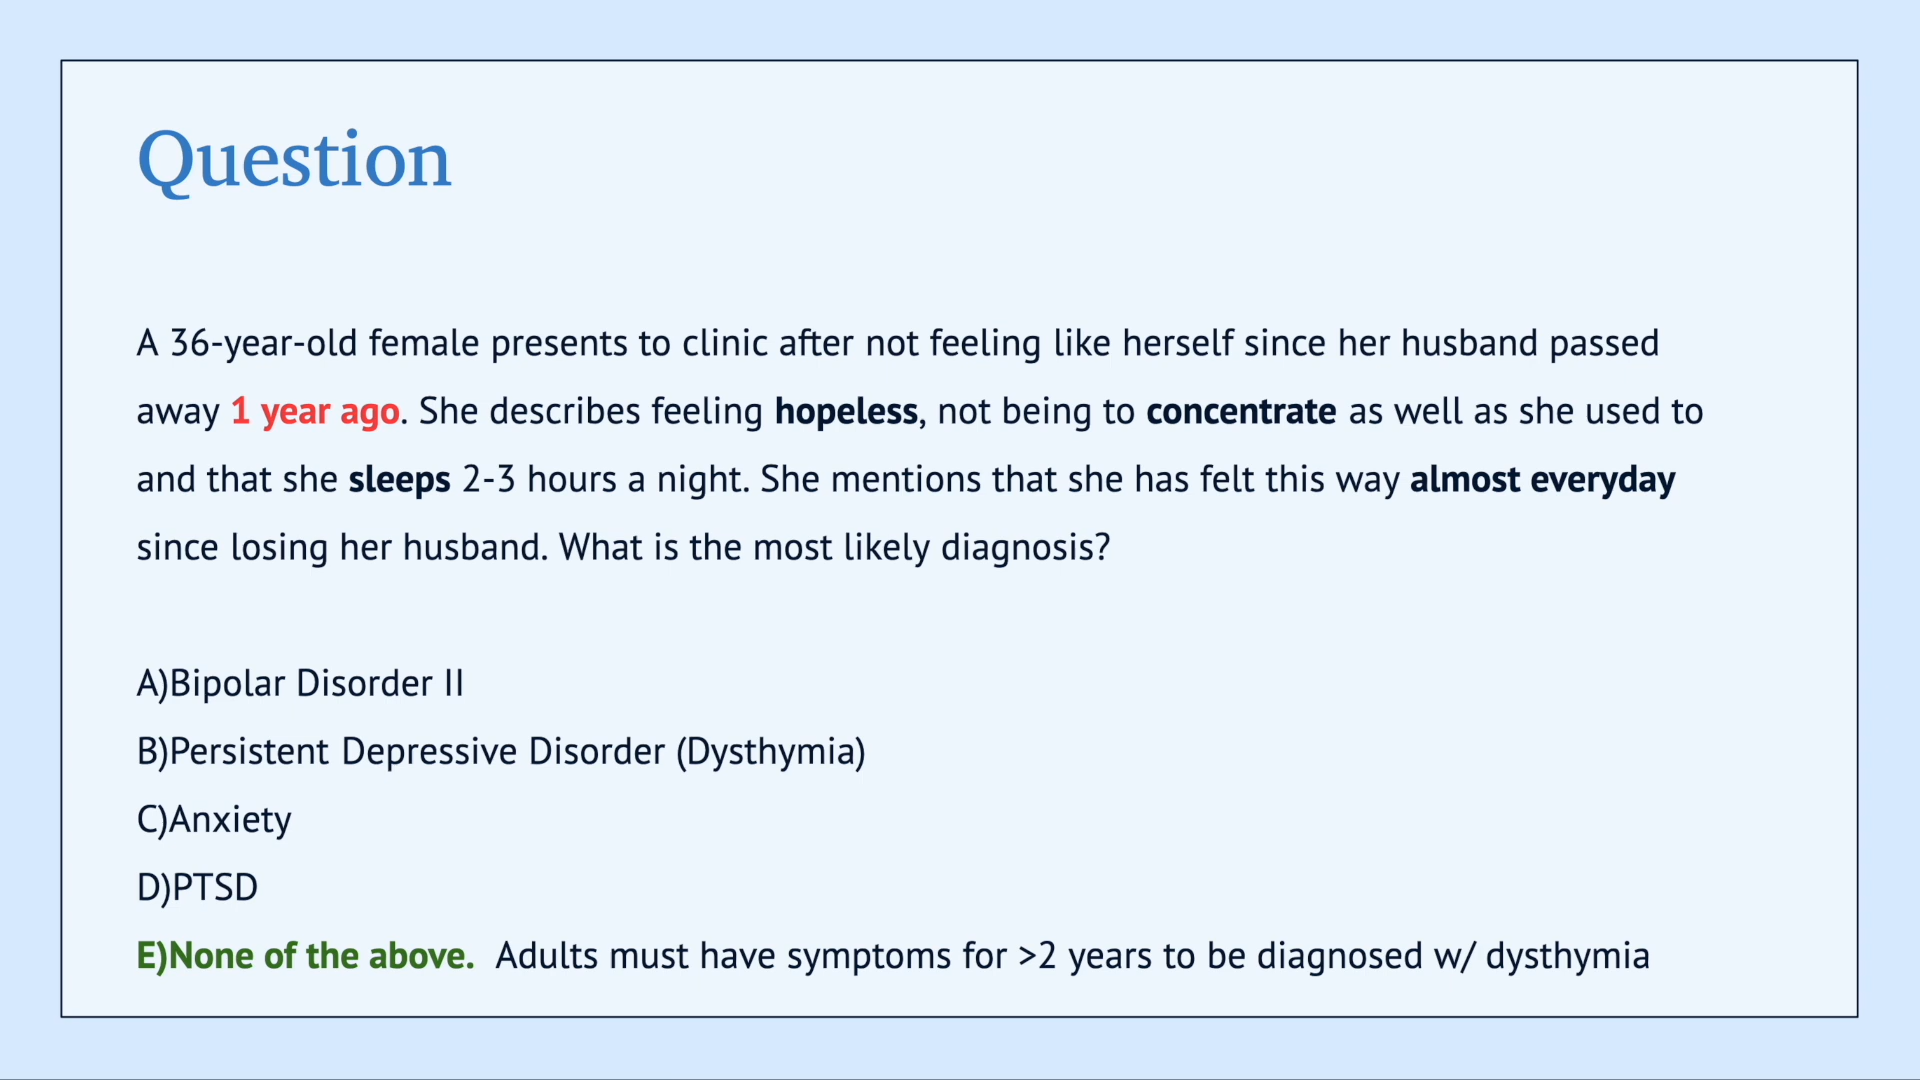 Question
A 36-year-old female presents to clinic after not feeling like herself since her husband passed
away 1 year ago. She describes feeling hopeless, not being to concentrate as well as she used to
and that she sleeps 2-3 hours a night. She mentions that she has felt this way almost everyday
since losing her husband. What is the most likely diagnosis?
A)Bipolar Disorder II
B)Persistent Depressive Disorder (Dysthymia)
C)Anxiety
D)PTSD
E)None of the above. Adults must have symptoms for >2 years to be diagnosed w/ dysthymia